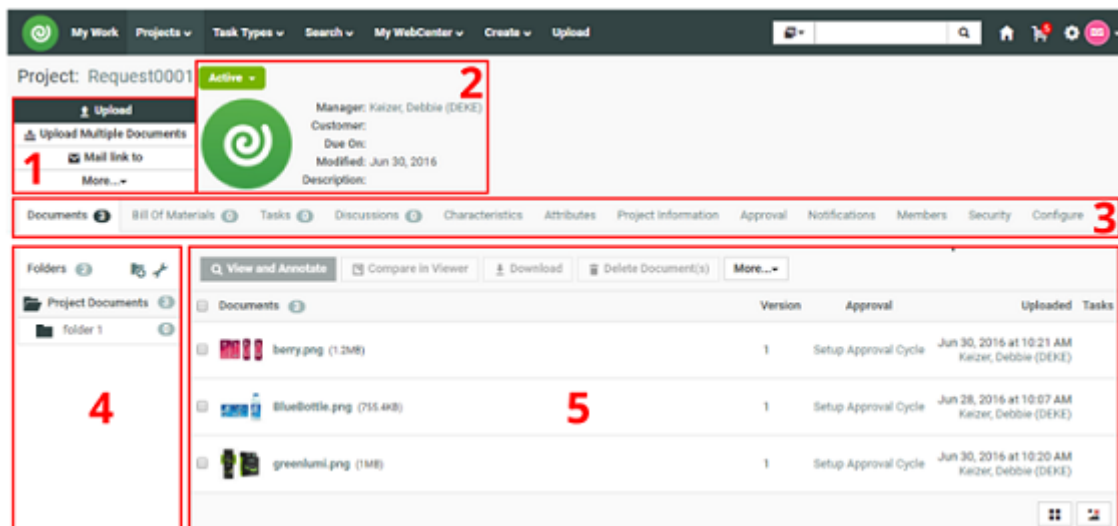 My Work Projects Task Types Search My WebCenter Create Upload 5
Project: Request0001 Active 2
Upload
Manager: Keizer, Debbie (DEKE)
Upload Multiple Documents
Customer:
Due On:
1 Mail link to
Modified: Jun 30, 2016
More...
Description:
Documents 3 Bill Of Materials 0 Tasks 0 Discussions 0 Characteristics Attributes Project Information Approval Notifications Members Security Configure 3
Folders 2
View and Annotate Compare in Viewer Download Delete Document(s) More...
Project Documents 3
Documents 3 Version Approval Uploaded Tasks
folder 1 0
berry.png (1.2MB) 1 Setup Approval Cycle Jun 30, 2016 at 10:21 AM
Keizer, Debbie (DEKE)
4
5
BlueBottle.png (755.4KB) 1 Setup Approval Cycle Jun 28, 2016 at 10:07 AM
Keizer, Debbie (DEKE)
greenlumi.png (1MB) 1 Setup Approval Cycle Jun 30, 2016 at 10:20 AM
Keizer, Debbie (DEKE)